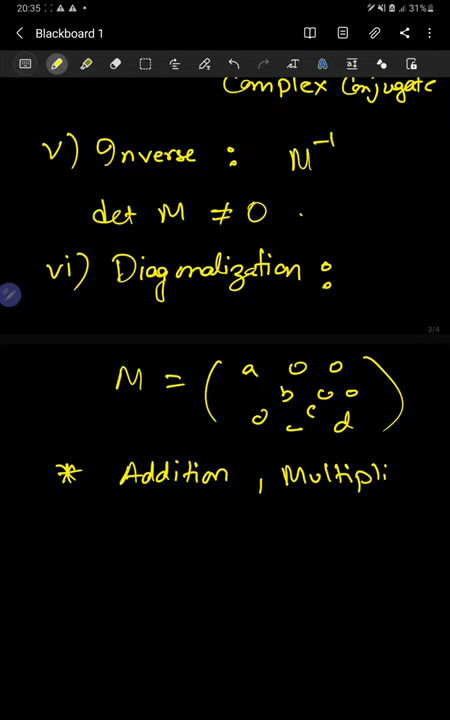 20:35
31%
Blackboard 1
Complex Conjugate
v) Inverse : M⁻¹
det M ≠ 0 .
vi) Diagonalization :
3/4
M = ( a 0 0
b 0 0
0 c d )
* Addition , Multipli